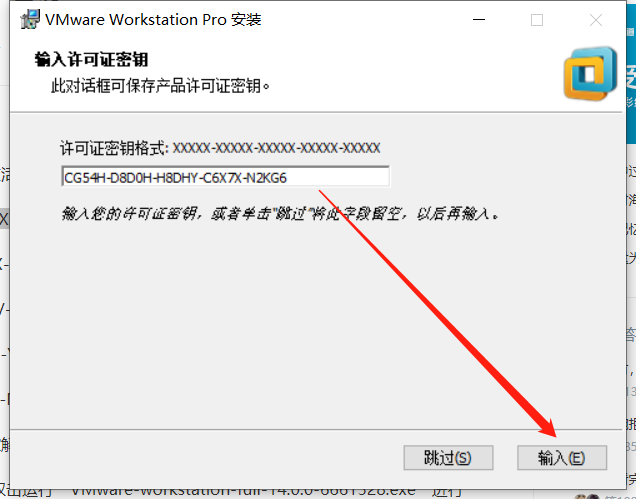 VMware Workstation Pro 安装
输入许可证密钥
此对话框可保存产品许可证密钥。
许可证密钥格式: XXXXX-XXXXX-XXXXX-XXXXX-XXXXX
CG54H-D8D0H-H8DHY-C6X7X-N2KG6
输入您的许可证密钥，或者单击"跳过"将此字段留空，以后再输入。
跳过(S)
输入(E)
击运行 VMware-workstation-full-14.0.0-6661328.exe 进行